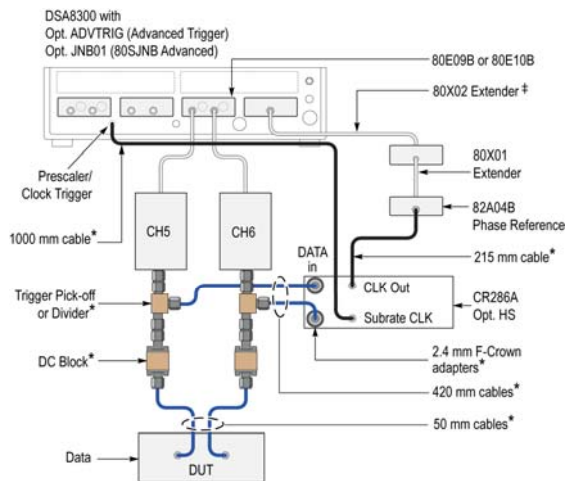 DSA8300 with
Opt. ADVTRIG (Advanced Trigger)
Opt. JNB01 (80SJNB Advanced)
80E09B or 80E10B
80X02 Extender ‡
Prescaler/
Clock Trigger
80X01
Extender
82A04B
Phase Reference
1000 mm cable*
CH5
CH6
DATA
in
215 mm cable*
CLK Out
Trigger Pick-off
or Divider*
CR286A
Opt. HS
Subrate CLK
DC Block*
2.4 mm F-Crown
adapters*
420 mm cables*
50 mm cables*
Data
DUT